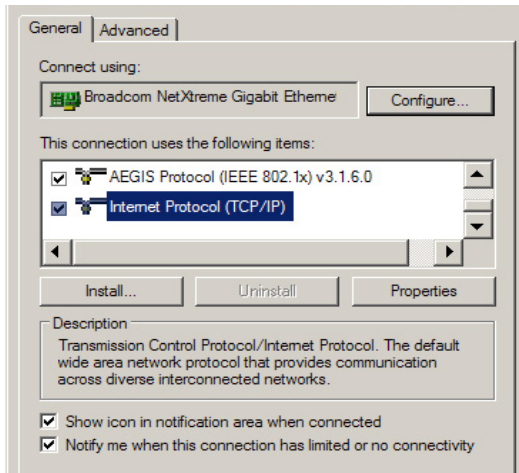 General Advanced
Connect using:
Broadcom NetXtreme Gigabit Etherne
Configure...
This connection uses the following items:
AEGIS Protocol (IEEE 802.1x) v3.1.6.0
Internet Protocol (TCP/IP)
Install... Uninstall Properties
Description
Transmission Control Protocol/Internet Protocol. The default
wide area network protocol that provides communication
across diverse interconnected networks.
Show icon in notification area when connected
Notify me when this connection has limited or no connectivity